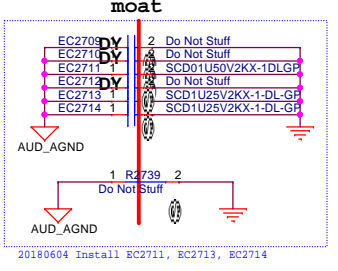 moat
EC2709 DY 2 Do Not Stuff
EC2710 DY 2 Do Not Stuff
EC2711 1 SCD01U50V2KX-1DLGP
EC2712 DY Do Not Stuff
EC2713 1 SCD1U25V2KX-1-DL-GP
EC2714 1 SCD1U25V2KX-1-DL-GP
AUD_AGND
1 R2739 2
Do Not Stuff
AUD_AGND
20180604 Install EC2711, EC2713, EC2714